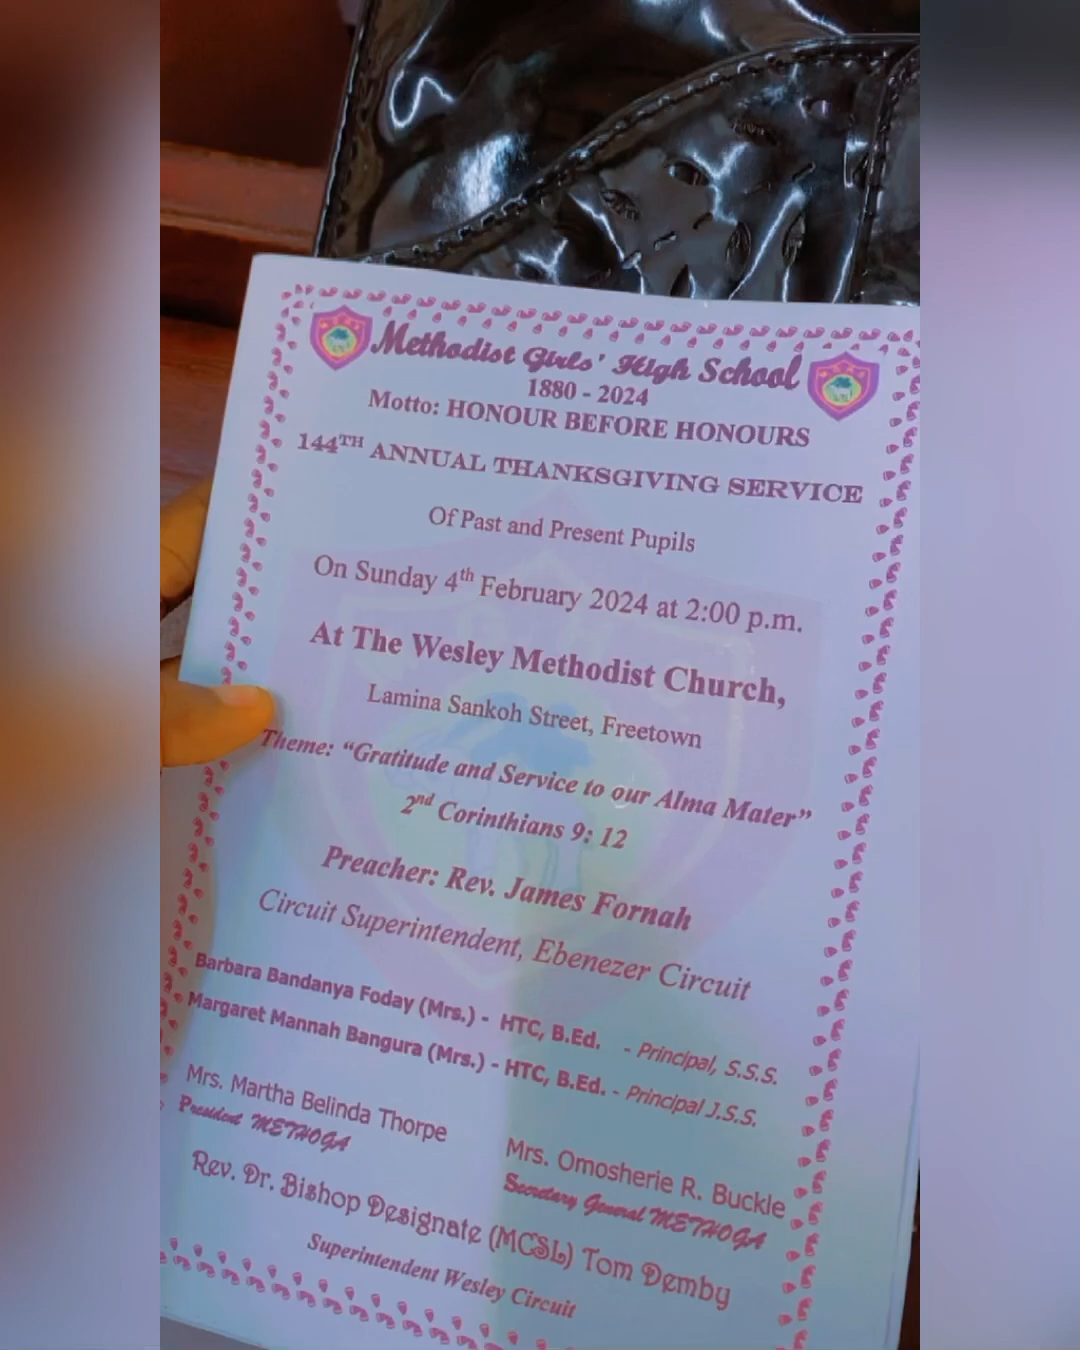 Methodist Girls' High School
1880 - 2024
Motto: HONOUR BEFORE HONOURS
144TH ANNUAL THANKSGIVING SERVICE
Of Past and Present Pupils
On Sunday 4th February 2024 at 2:00 p.m.
At The Wesley Methodist Church,
Lamina Sankoh Street, Freetown
Theme: “Gratitude and Service to our Alma Mater”
2nd Corinthians 9: 12
Preacher: Rev. James Fornah
Circuit Superintendent, Ebenezer Circuit
Barbara Bandanya Foday (Mrs.) - HTC, B.Ed. - Principal, S.S.S.
Margaret Mannah Bangura (Mrs.) - HTC, B.Ed. - Principal J.S.S.
Mrs. Martha Belinda Thorpe
President METHOGA
Mrs. Omosherie R. Buckle
Secretary General METHOGA
Rev. Dr. Bishop Designate (MCSL) Tom Demby
Superintendent Wesley Circuit